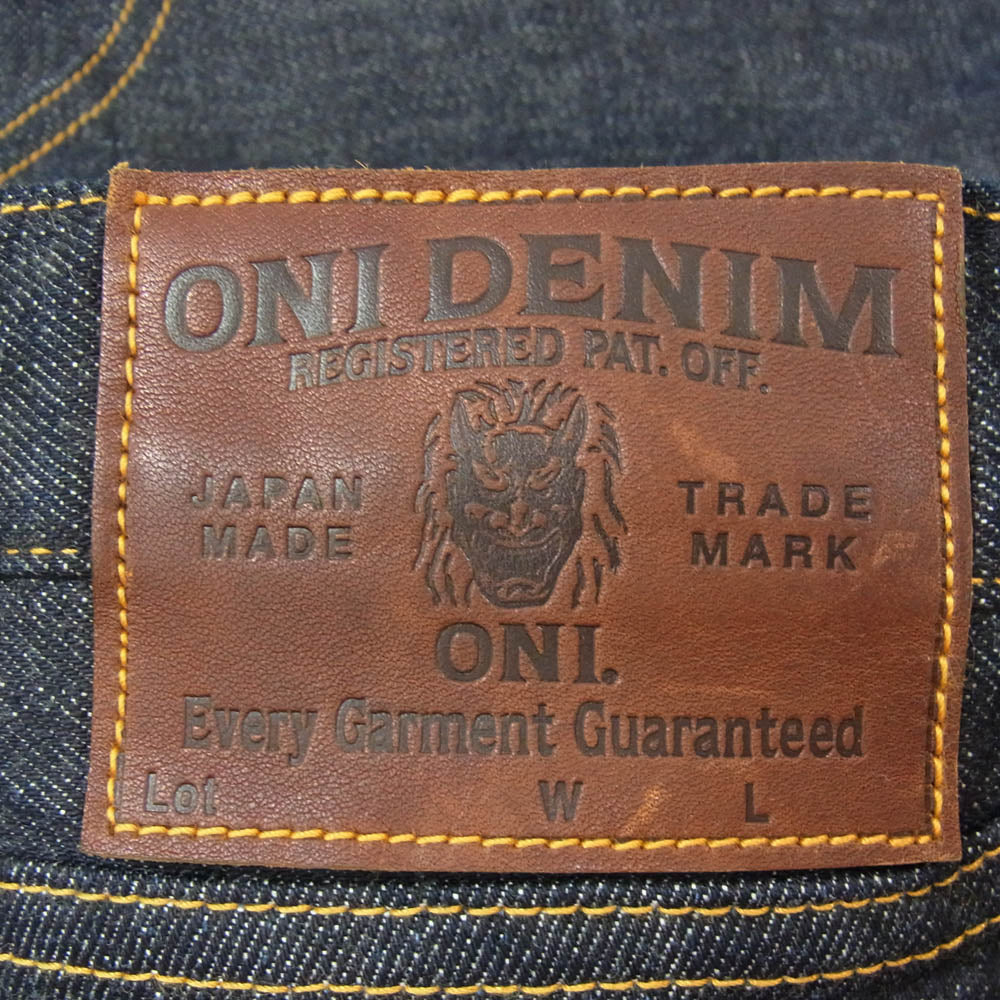 ONI DENIM
REGISTERED PAT. OFF.
JAPAN
MADE
TRADE
MARK
ONI.
Every Garment Guaranteed
Lot W L